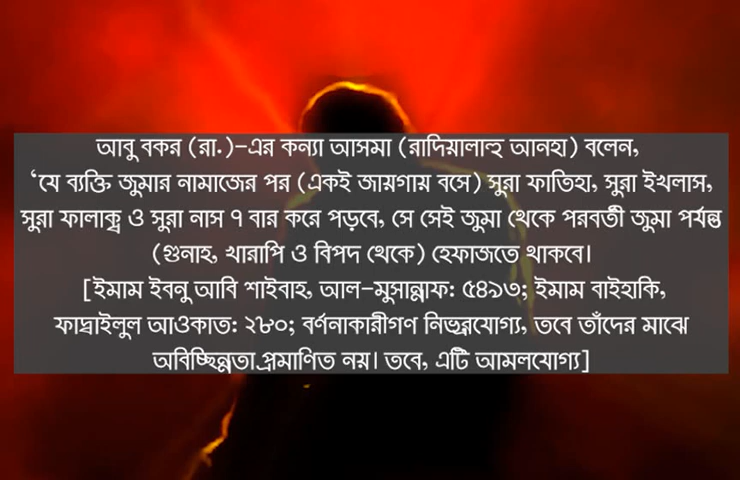 আবু বকর (রা.)-এর কন্যা আসমা (রাদিয়ালাহু আনহা) বলেন,
‘যে ব্যক্তি জুমার নামাজের পর (একই জায়গায় বসে) সুরা ফাতিহা, সুরা ইখলাস,
সুরা ফালাক্ব ও সুরা নাস ৭ বার করে পড়বে, সে সেই জুমা থেকে পরবর্তী জুমা পর্যন্ত
(গুনাহ, খারাপি ও বিপদ থেকে) হেফাজতে থাকবে।
[ইমাম ইবনু আবি শাইবাহ, আল-মুসান্নাফ: ৫৪৯৩; ইমাম বাইহাকি,
ফাদ্বাইলুল আওকাত: ২৮০; বর্ণনাকারীগণ নির্ভরযোগ্য, তবে তাঁদের মাঝে
অবিচ্ছিন্নতা প্রমাণিত নয়। তবে, এটি আমলযোগ্য]